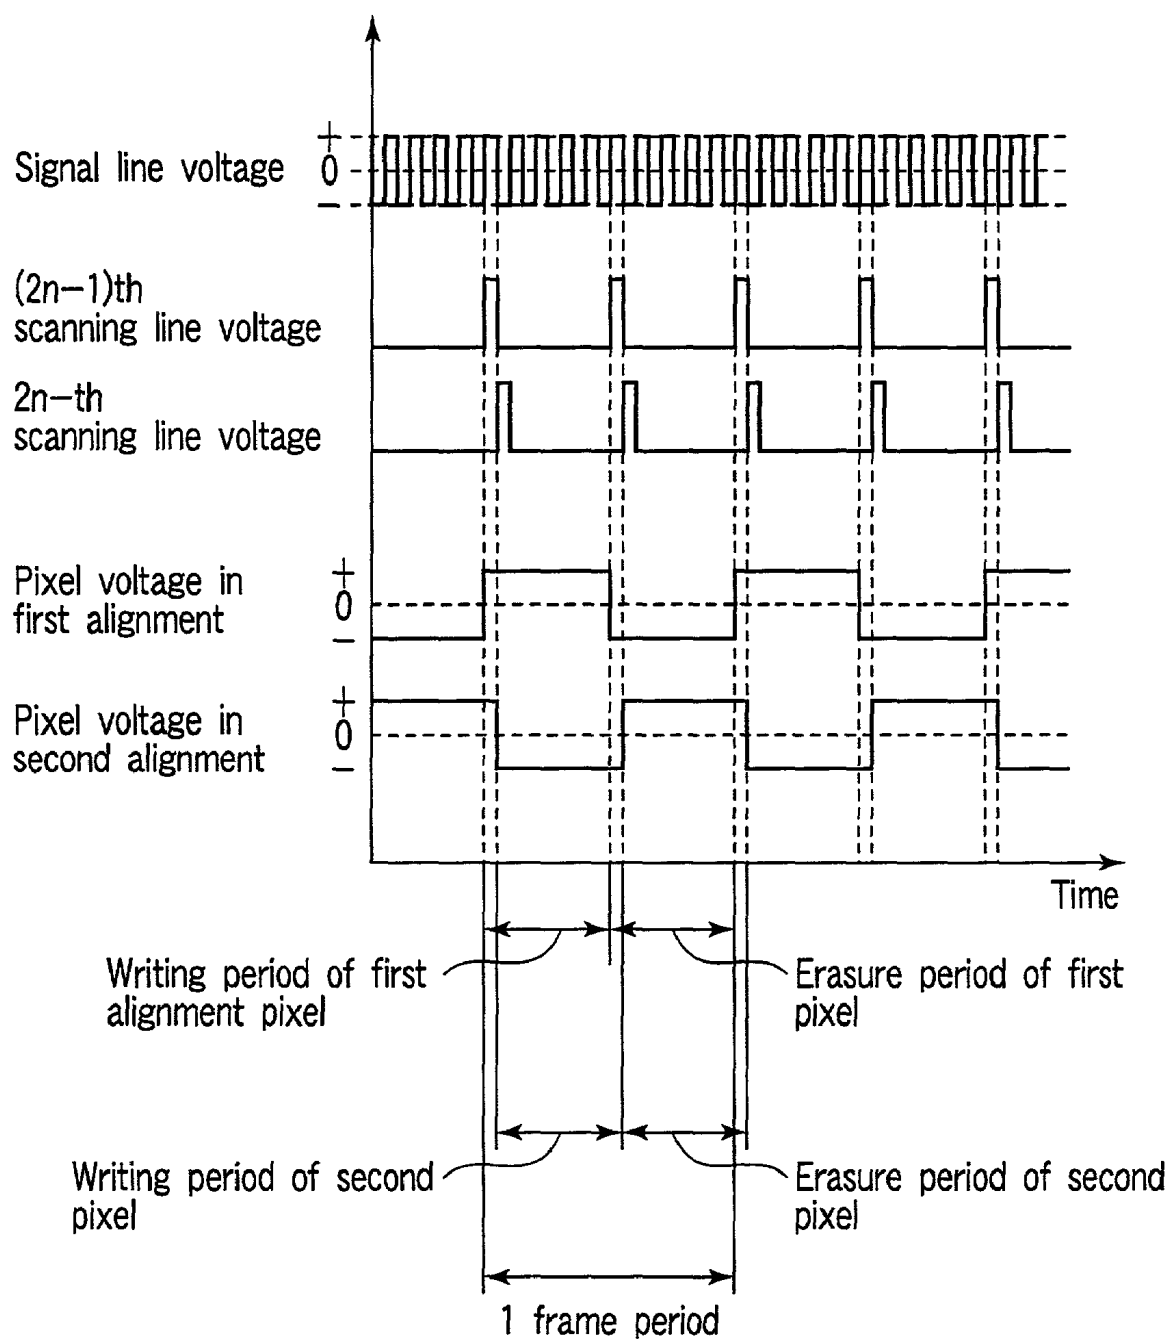 +
Signal line voltage 0
−
(2n−1)th
scanning line voltage
2n−th
scanning line voltage
+
Pixel voltage in
0
first alignment
−
+
Pixel voltage in
0
second alignment
−
Time
Writing period of first
alignment pixel
Erasure period of first
pixel
Writing period of second
pixel
Erasure period of second
pixel
1 frame period